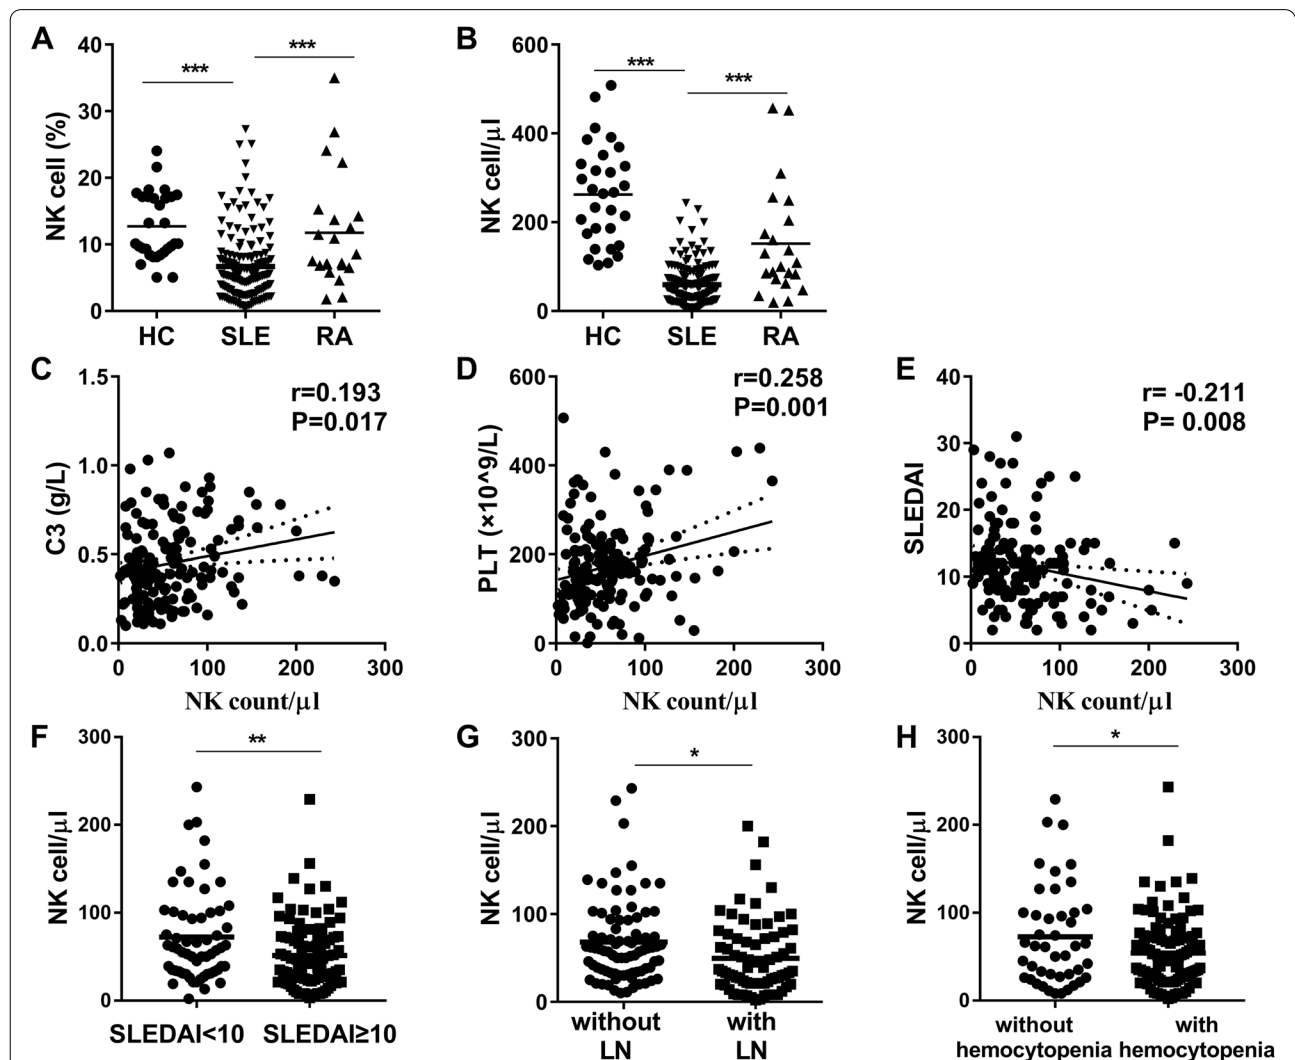 A
40
30
20
10
0
NK cell (%)
***
***
HC SLE RA
B
600
400
200
0
NK cell/μl
***
***
HC SLE RA
C
1.5
1.0
0.5
0.0
C3 (g/L)
r=0.193
P=0.017
0 100 200 300
NK count/μl
D
600
400
200
0
PLT (×10^9/L)
r=0.258
P=0.001
0 100 200 300
NK count/μl
E
40
30
20
10
0
SLEDAI
r= -0.211
P= 0.008
0 100 200 300
NK count/μl
F
300
200
100
0
NK cell/μl
**
SLEDAI<10 SLEDAI≥10
G
300
200
100
0
NK cell/μl
*
without with
LN LN
H
300
200
100
0
NK cell/μl
*
without with
hemocytopenia hemocytopenia